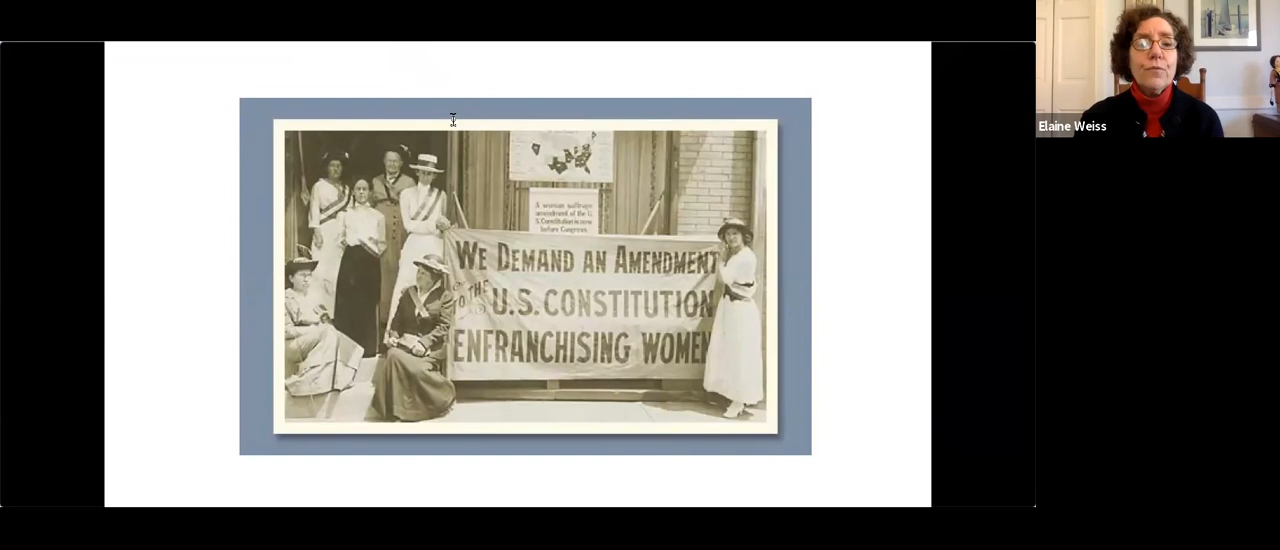 A woman suffrage
amendment of the U.
S. Constitution is now
before Congress.
WE DEMAND AN AMENDMENT
TO THE
U.S. CONSTITUTION
ENFRANCHISING WOMEN
Elaine Weiss